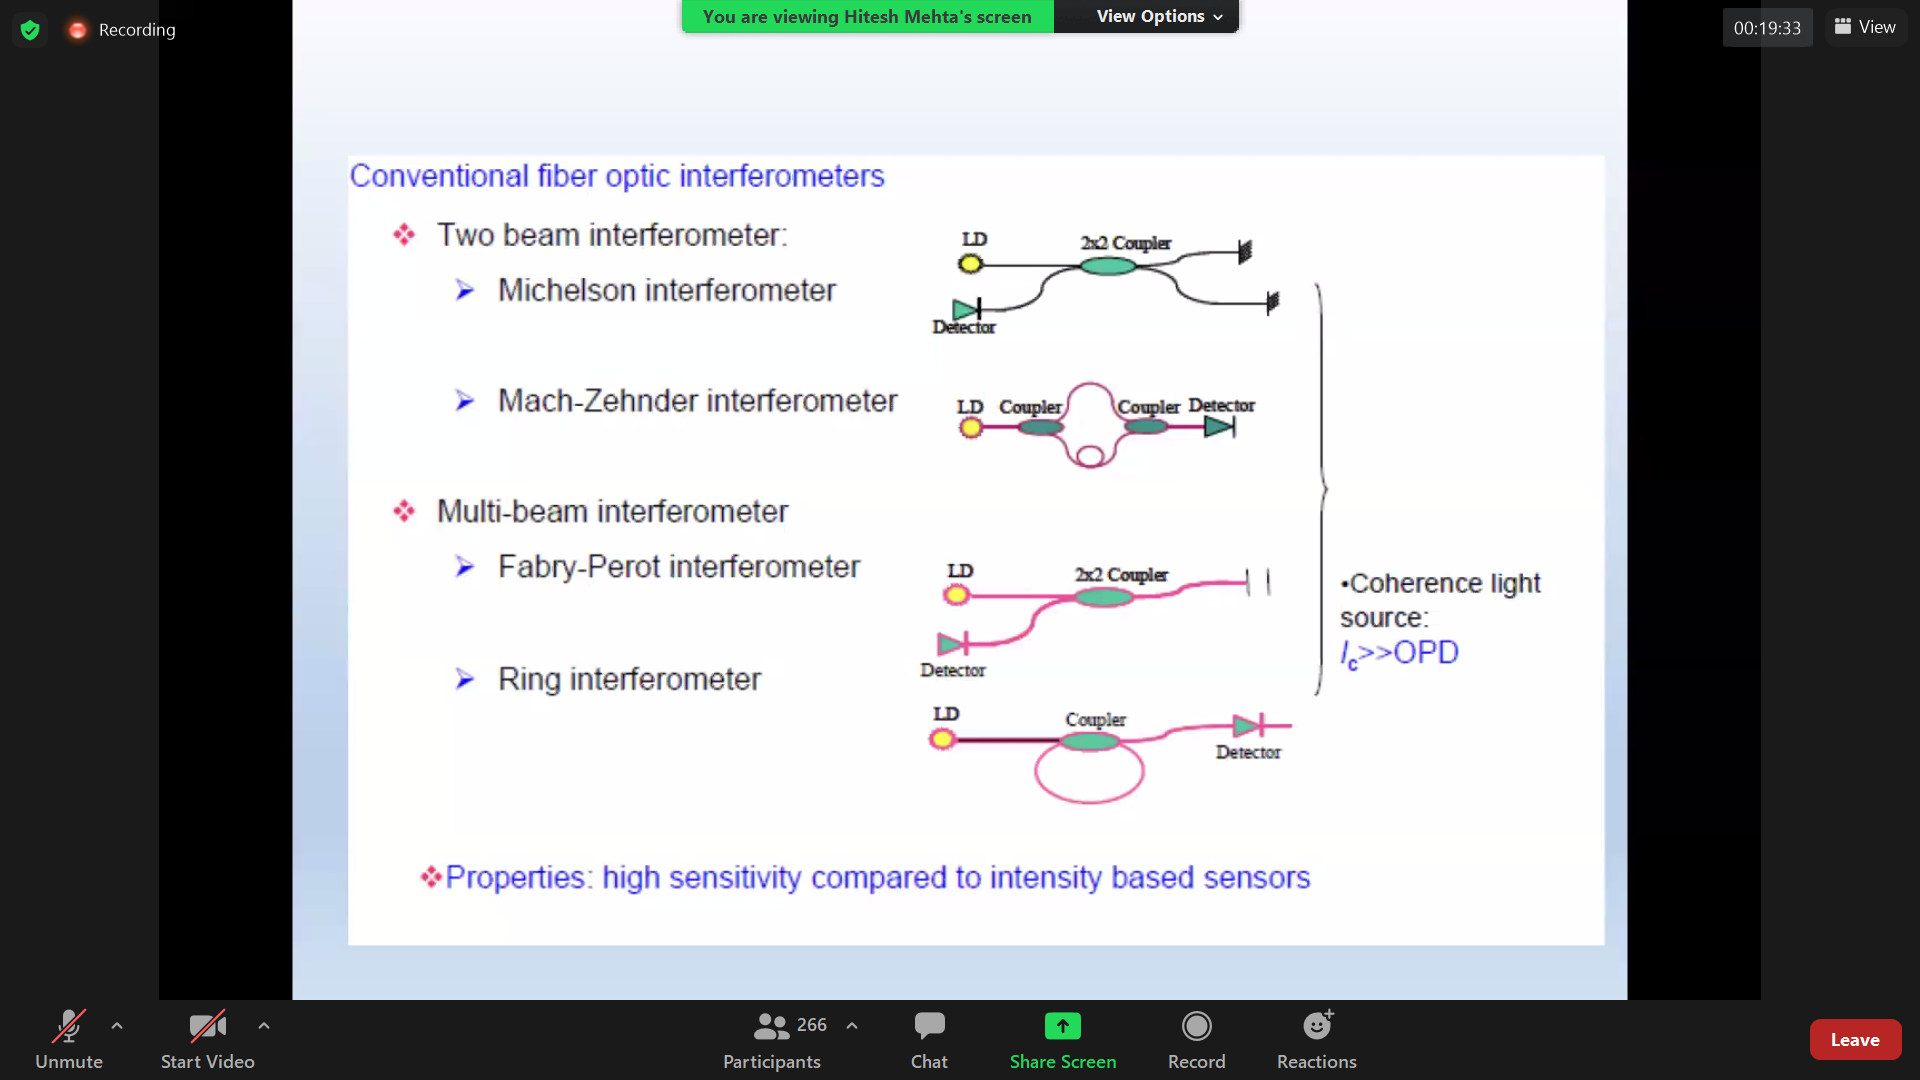 Recording
You are viewing Hitesh Mehta's screen
View Options
00:19:33
View
Conventional fiber optic interferometers
Two beam interferometer:
LD
2x2 Coupler
Michelson interferometer
Detector
Mach-Zehnder interferometer
LD Coupler Coupler Detector
Multi-beam interferometer
Fabry-Perot interferometer
LD
2x2 Coupler
•Coherence light
source:
lc>>OPD
Detector
Ring interferometer
LD
Coupler
Detector
Properties: high sensitivity compared to intensity based sensors
266
Unmute
Start Video
Participants
Chat
Share Screen
Record
Reactions
Leave